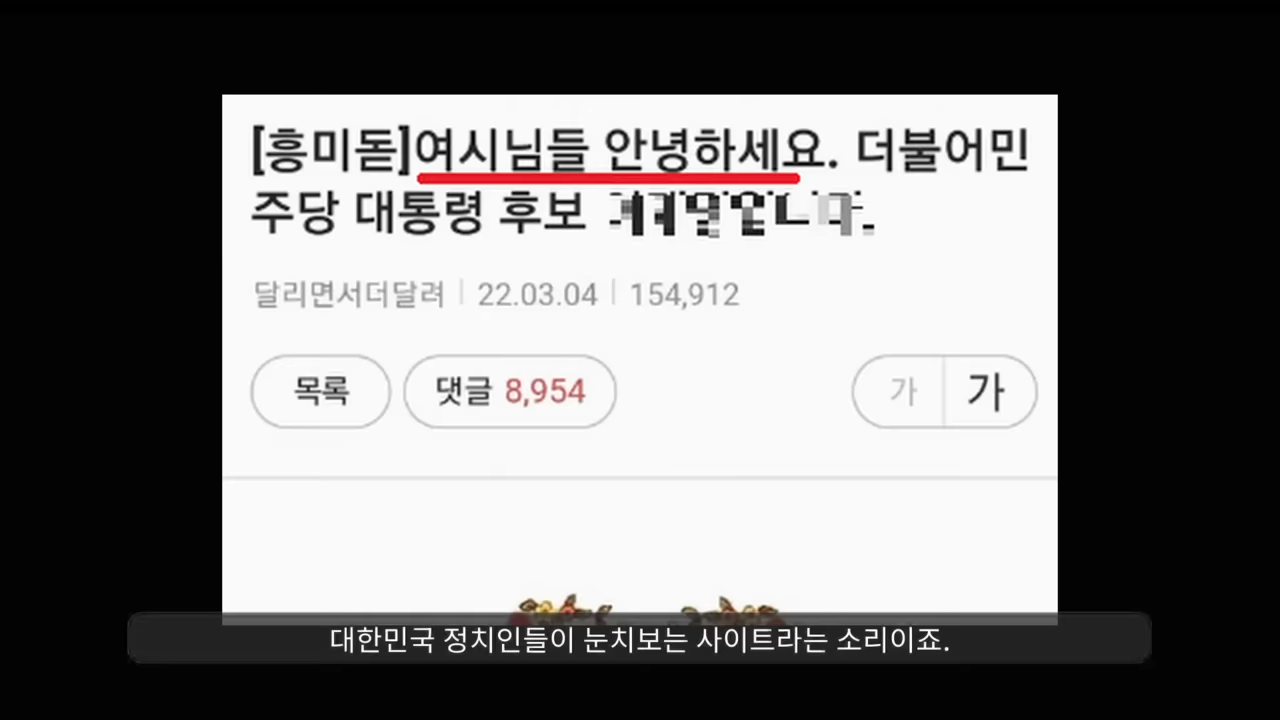 [흥미돋]여시님들 안녕하세요. 더불어민
주당 대통령 후보
달리면서더달려 22.03.04 154,912
목록 댓글 8,954 가 가
대한민국 정치인들이 눈치보는 사이트라는 소리이죠.